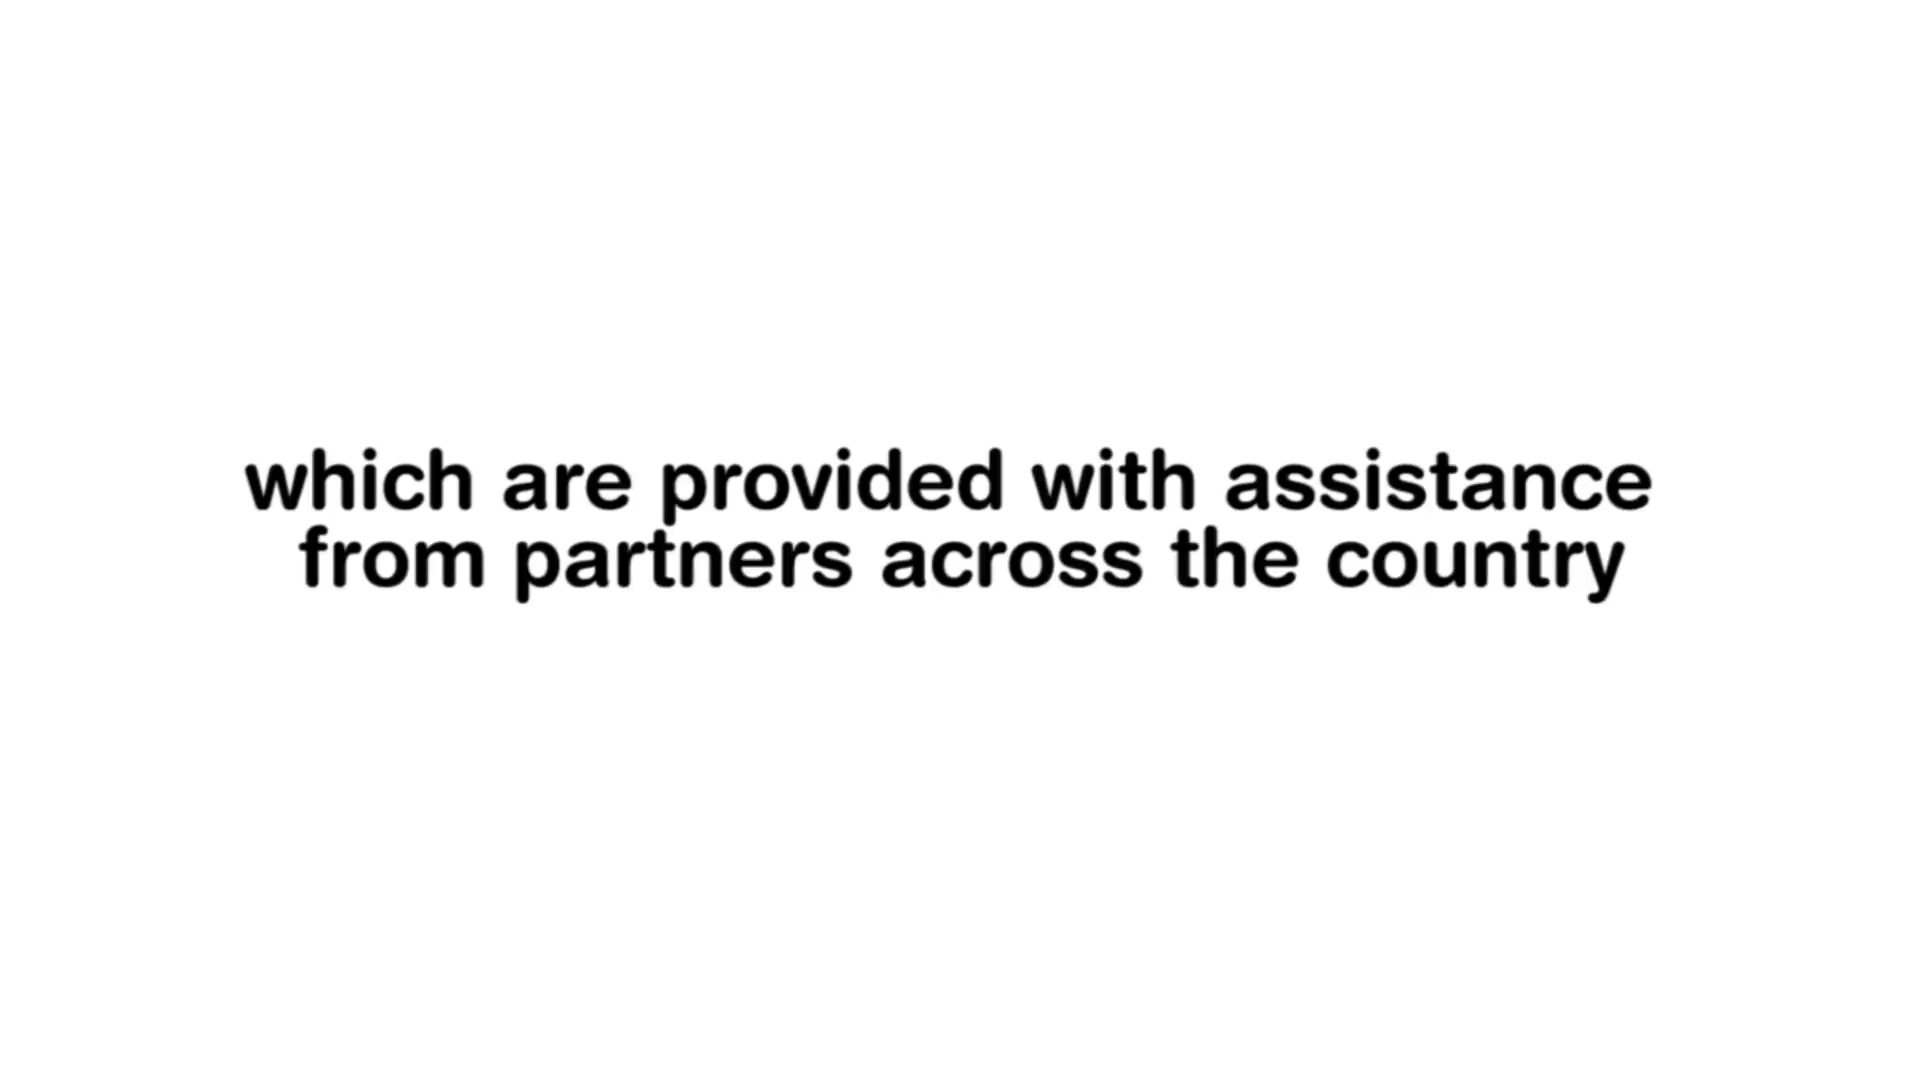 which are provided with assistance
from partners across the country